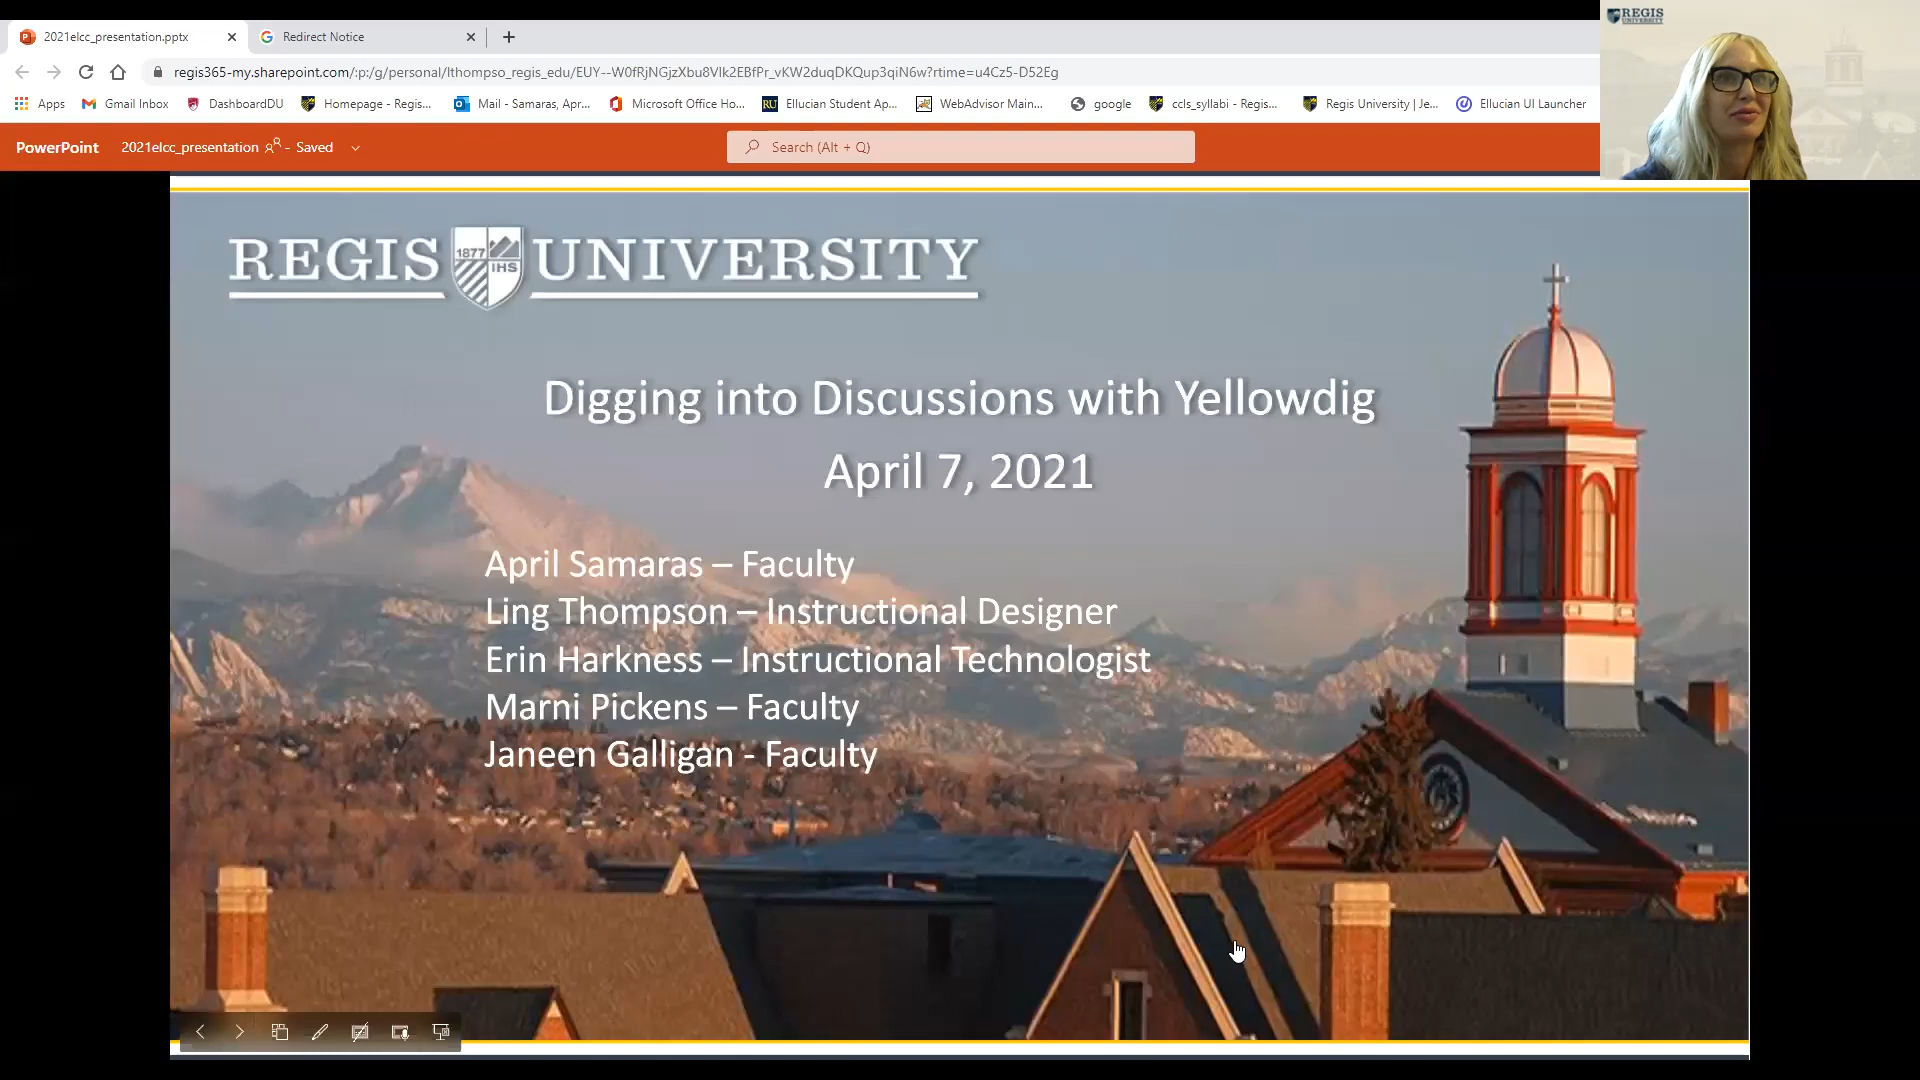 2021elcc_presentation.pptx
Redirect Notice
REGIS
UNIVERSITY
regis365-my.sharepoint.com/:p:/g/personal/lthompso_regis_edu/EUY--W0fRjNGjzXbu8Vlk2EBfPr_vKW2duqDKQup3qiN6w?rtime=u4Cz5-D52Eg
Apps Gmail Inbox DashboardDU Homepage - Regis... Mail - Samaras, Apr... Microsoft Office Ho... RU Ellucian Student Ap... WebAdvisor Main... google ccls_syllabi - Regis... Regis University | Je... Ellucian UI Launcher
PowerPoint 2021elcc_presentation - Saved Search (Alt + Q)
REGIS 1877 IHS UNIVERSITY
Digging into Discussions with Yellowdig
April 7, 2021
April Samaras – Faculty
Ling Thompson – Instructional Designer
Erin Harkness – Instructional Technologist
Marni Pickens – Faculty
Janeen Galligan - Faculty